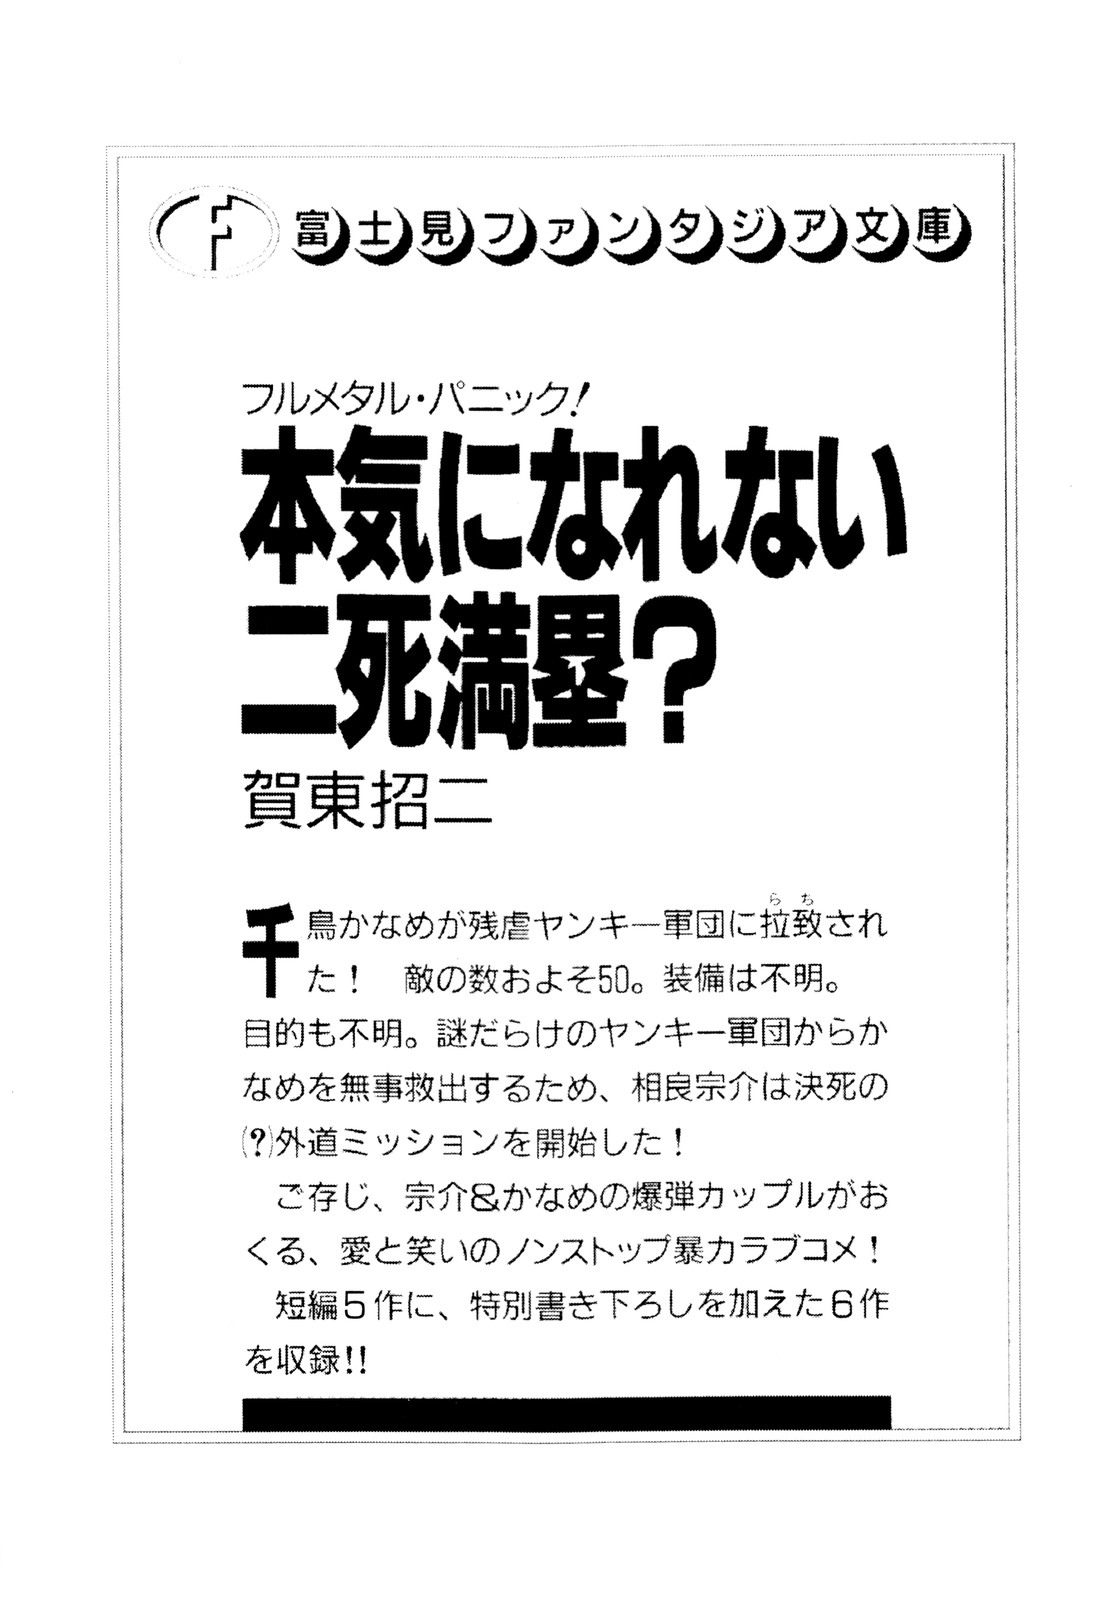 富士見ファンタジア文庫
フルメタル・パニック!
本気になれない
二死満塁?
賀東招二
千鳥かなめが残虐ヤンキー軍団に拉致され
た!　敵の数およそ50。装備は不明。
目的も不明。謎だらけのヤンキー軍団からか
なめを無事救出するため、相良宗介は決死の
(?)外道ミッションを開始した!
　ご存じ、宗介&かなめの爆弾カップルがお
くる、愛と笑いのノンストップ暴力ラブコメ!
　短編5作に、特別書き下ろしを加えた6作
を収録!!
らち